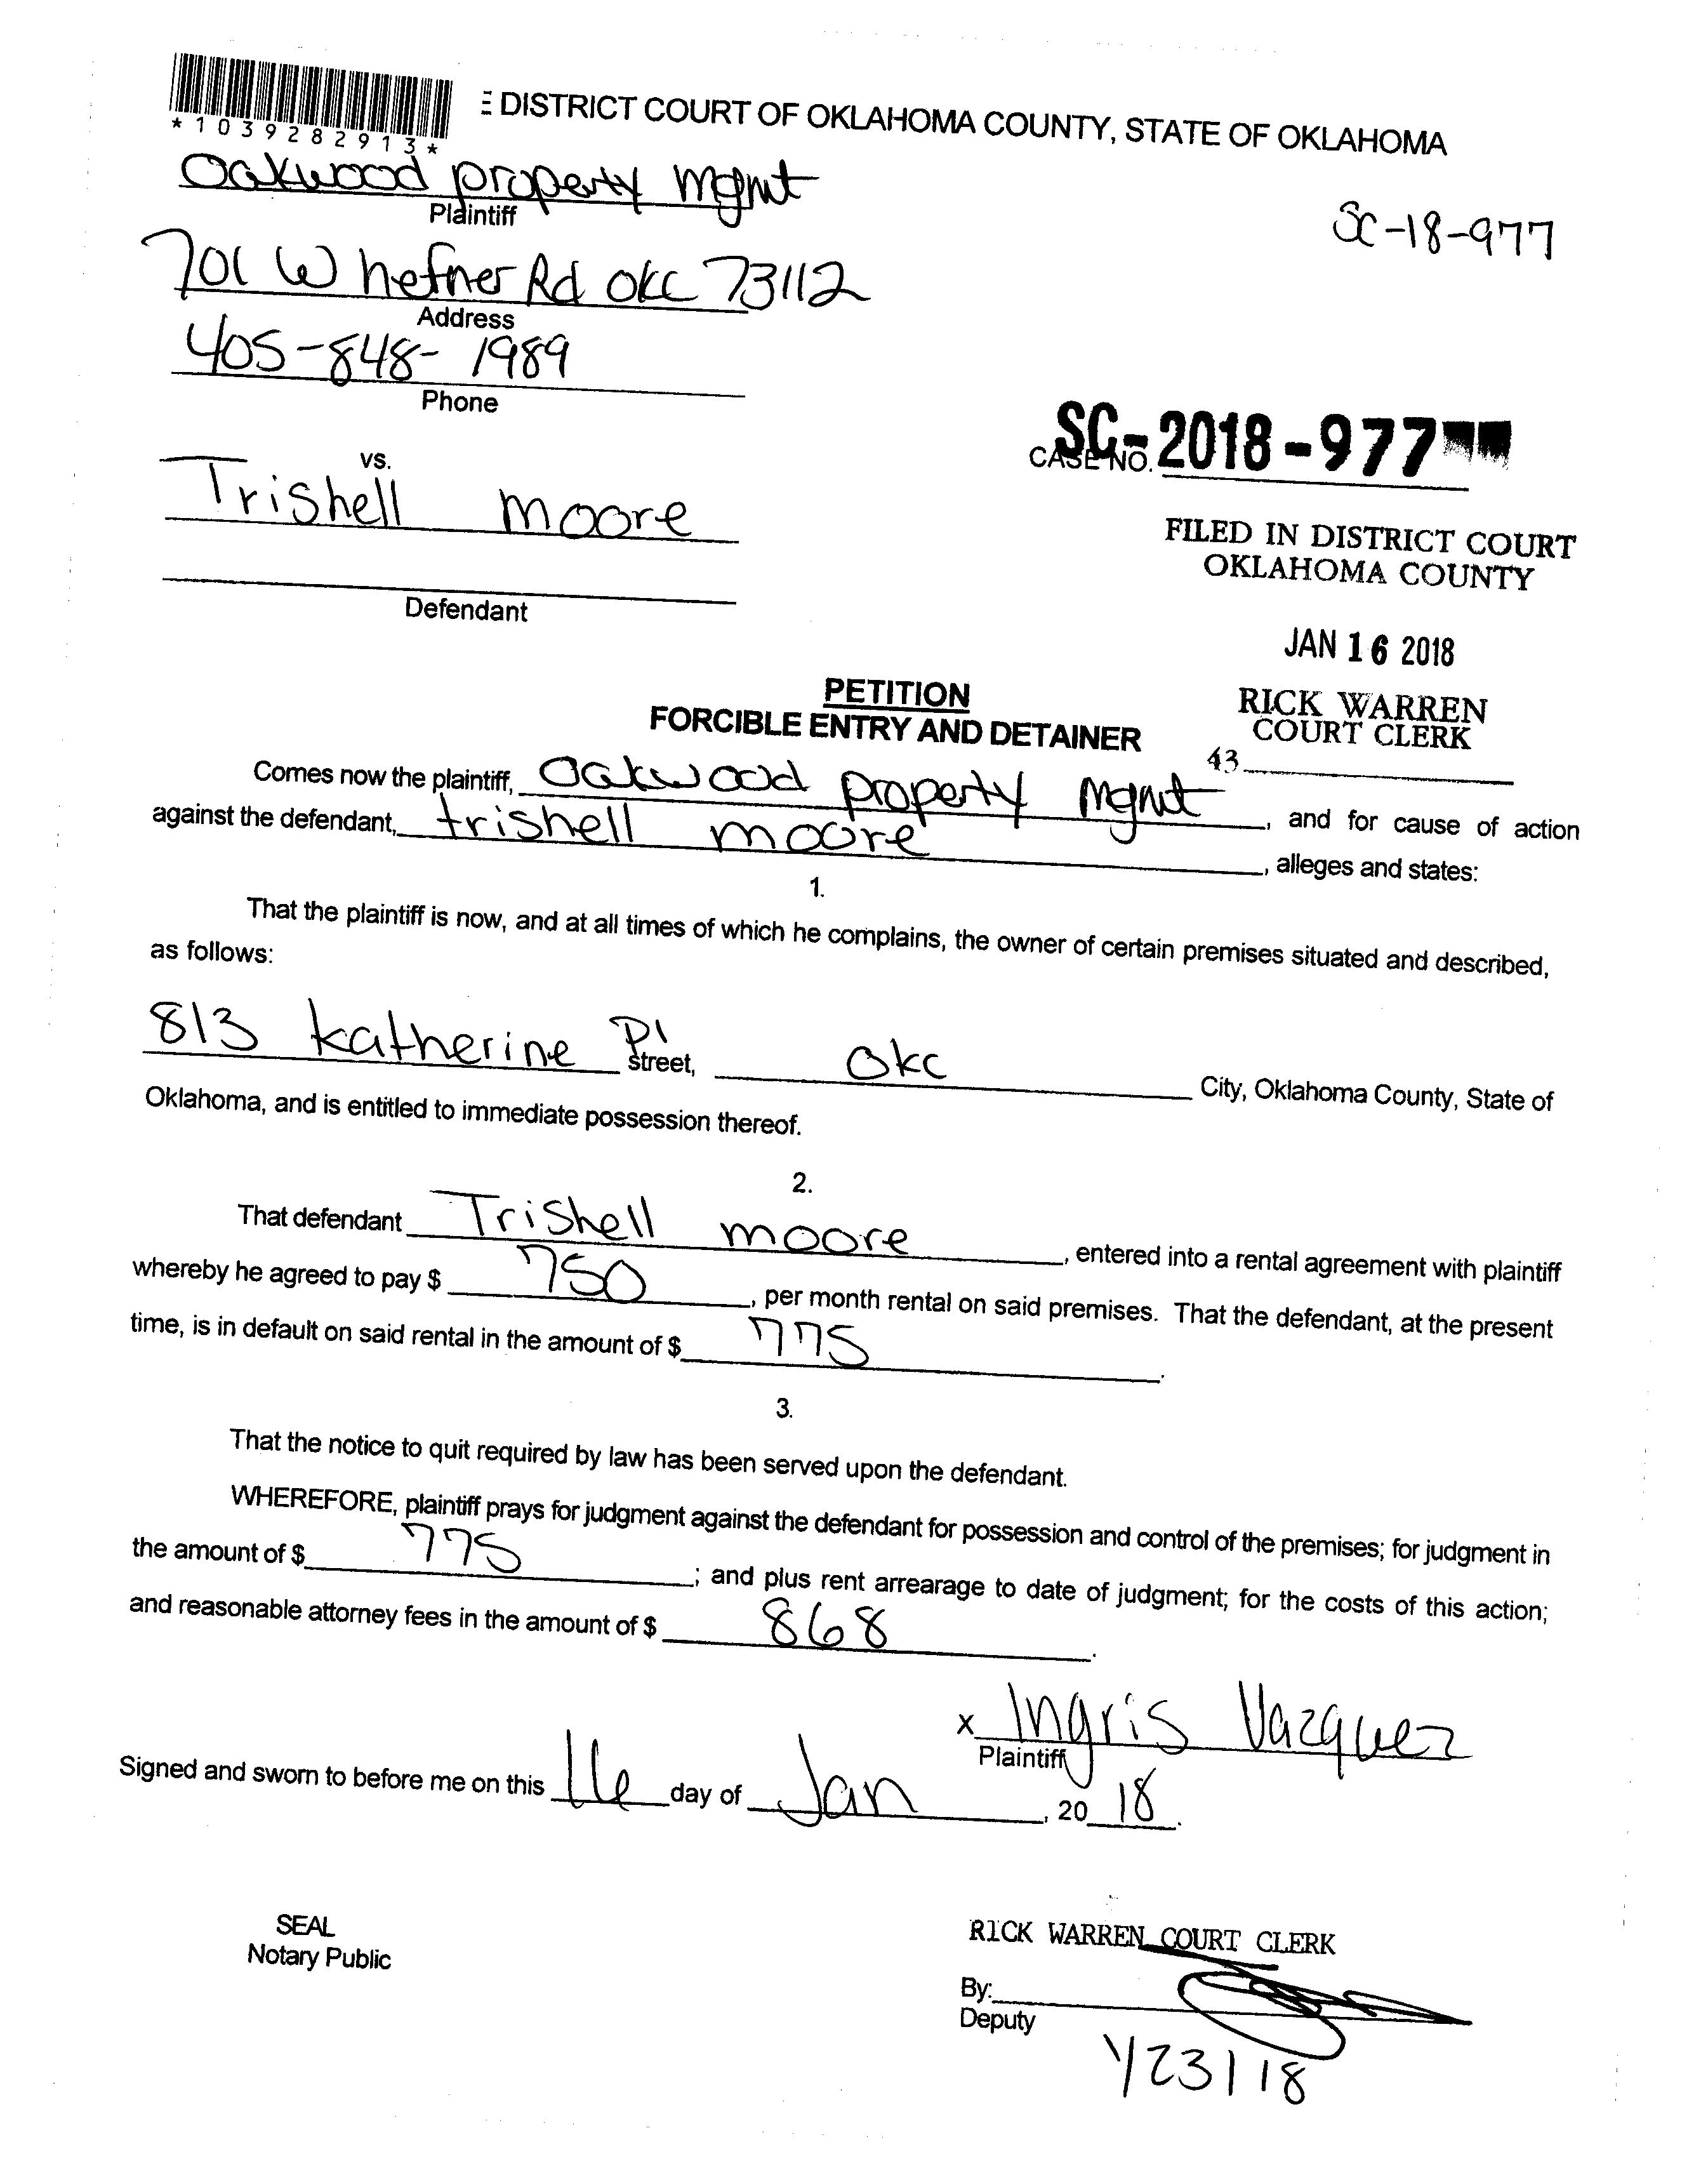 *1039282913*
E DISTRICT COURT OF OKLAHOMA COUNTY, STATE OF OKLAHOMA
Oakwood property mgmt
Plaintiff
SC-18-977
701 W hefner Rd okc 73112
Address
405-848-1989
Phone
SC-2018-977
CASE NO.
vs.
Trishell moore
Defendant
FILED IN DISTRICT COURT
OKLAHOMA COUNTY
JAN 16 2018
RICK WARREN
COURT CLERK
43
PETITION
FORCIBLE ENTRY AND DETAINER
Comes now the plaintiff, Oakwood property Mgmt, and for cause of action
against the defendant, trishell moore, alleges and states:
1.
That the plaintiff is now, and at all times of which he complains, the owner of certain premises situated and described,
as follows:
813 katherine Pl street, Okc City, Oklahoma County, State of
Oklahoma, and is entitled to immediate possession thereof.
2.
That defendant Trishell moore, entered into a rental agreement with plaintiff
whereby he agreed to pay $ 750, per month rental on said premises. That the defendant, at the present
time, is in default on said rental in the amount of $ 775.
3.
That the notice to quit required by law has been served upon the defendant.
WHEREFORE, plaintiff prays for judgment against the defendant for possession and control of the premises; for judgment in
the amount of $ 775; and plus rent arrearage to date of judgment; for the costs of this action;
and reasonable attorney fees in the amount of $ 868.
x Ingris Vazquez
Plaintiff
Signed and sworn to before me on this 16 day of Jan, 20 18.
SEAL
Notary Public
RICK WARREN COURT CLERK
By:
Deputy